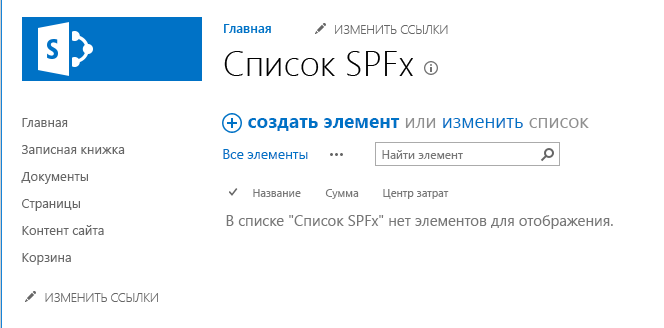 S
Главная ИЗМЕНИТЬ ССЫЛКИ
Список SPFx
Главная
Записная книжка
Документы
Страницы
Контент сайта
Корзина
ИЗМЕНИТЬ ССЫЛКИ
создать элемент или изменить список
Все элементы ••• Найти элемент
Название Сумма Центр затрат
В списке "Список SPFx" нет элементов для отображения.